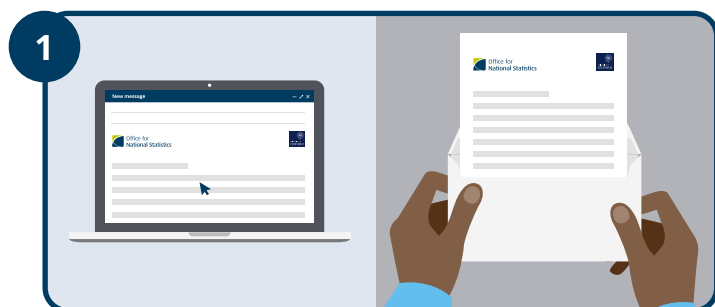 1
New message
Office for
National Statistics
Office for
National Statistics